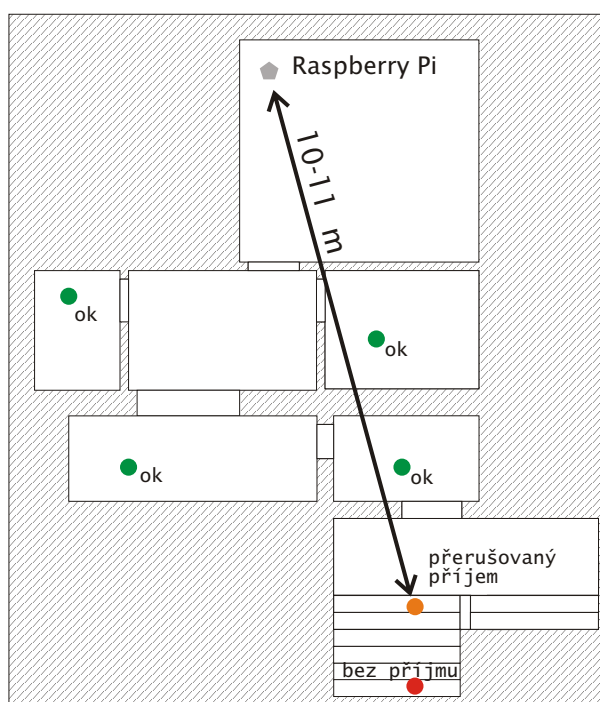 Raspberry Pi
10-11 m
ok
ok
ok
ok
přerušovaný
příjem
bez příjmu